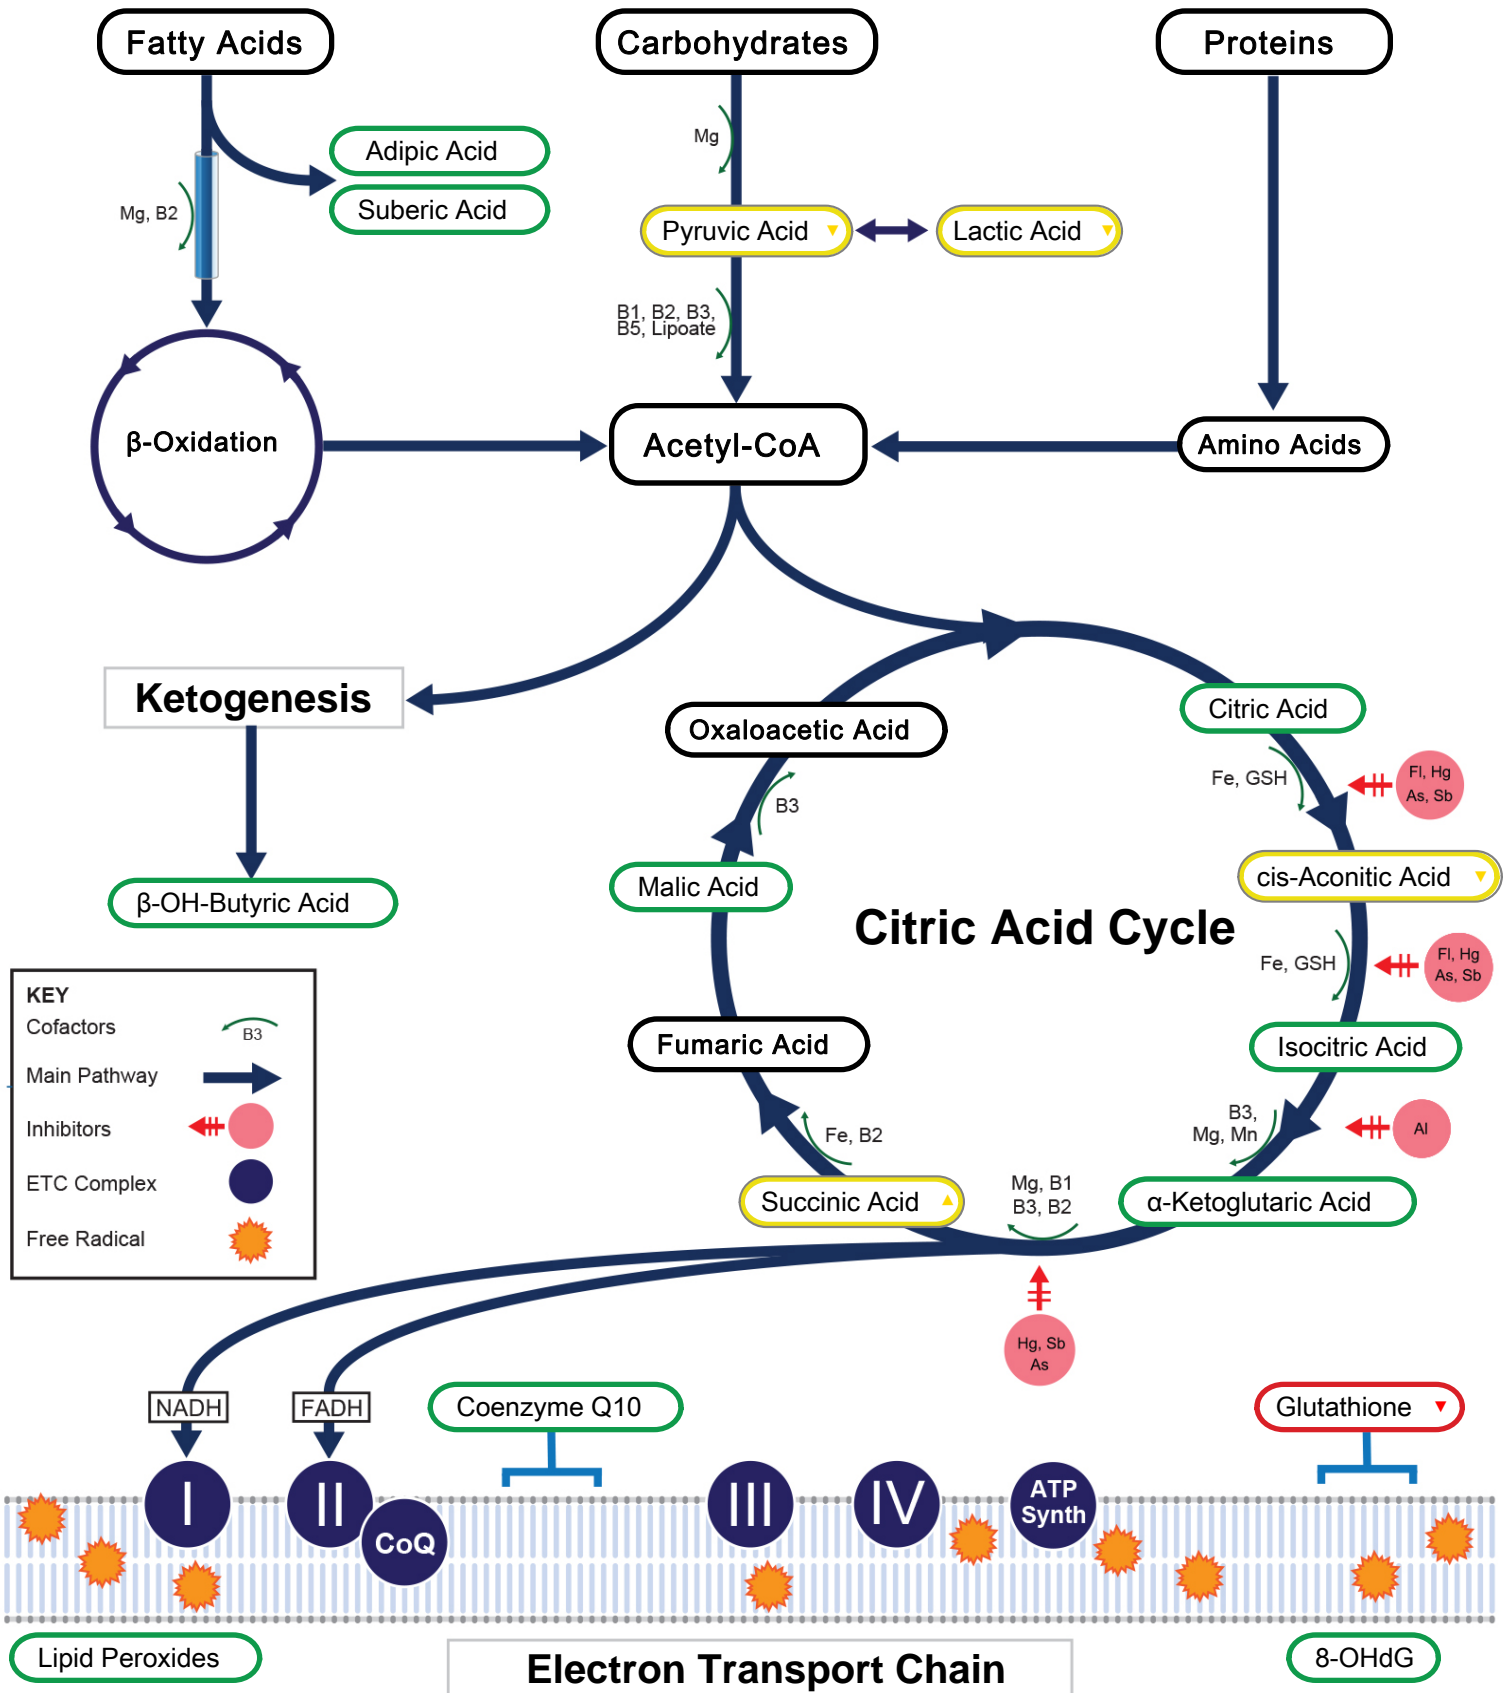 Fatty Acids
Carbohydrates
Proteins
Adipic Acid
Suberic Acid
Mg
Mg, B2
Pyruvic Acid ▼
Lactic Acid ▼
B1, B2, B3,
B5, Lipoate
β-Oxidation
Acetyl-CoA
Amino Acids
Ketogenesis
Citric Acid
Oxaloacetic Acid
Fe, GSH
Fl, Hg
As, Sb
B3
Malic Acid
cis-Aconitic Acid ▼
β-OH-Butyric Acid
Citric Acid Cycle
Fe, GSH
Fl, Hg
As, Sb
KEY
Cofactors
B3
Main Pathway
Inhibitors
ETC Complex
Free Radical
Fumaric Acid
Isocitric Acid
B3,
Mg, Mn
Al
Fe, B2
Succinic Acid ▲
Mg, B1
B3, B2
α-Ketoglutaric Acid
Hg, Sb
As
NADH
FADH
Coenzyme Q10
Glutathione ▼
I
II
CoQ
III
IV
ATP
Synth
Lipid Peroxides
Electron Transport Chain
8-OHdG